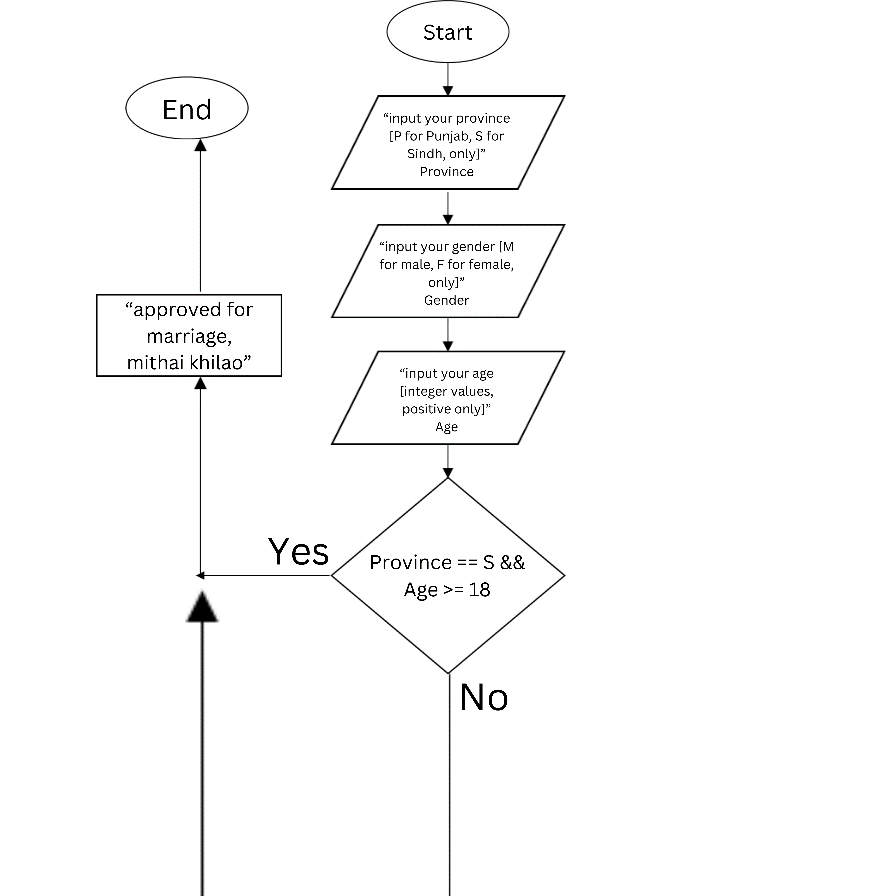 Start
“input your province
[P for Punjab, S for
Sindh, only]”
Province
“input your gender [M
for male, F for female,
only]”
Gender
“input your age
[integer values,
positive only]”
Age
Province == S &&
Age >= 18
Yes
No
“approved for
marriage,
mithai khilao”
End